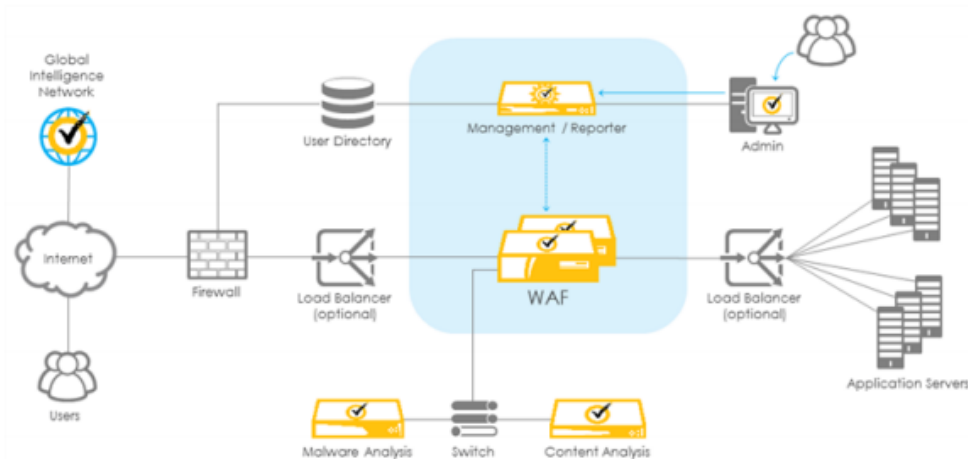 Global
Intelligence
Network
User Directory
Management / Reporter
Admin
Internet
Firewall
Load Balancer
(optional)
WAF
Load Balancer
(optional)
Users
Application Servers
Malware Analysis
Switch
Content Analysis